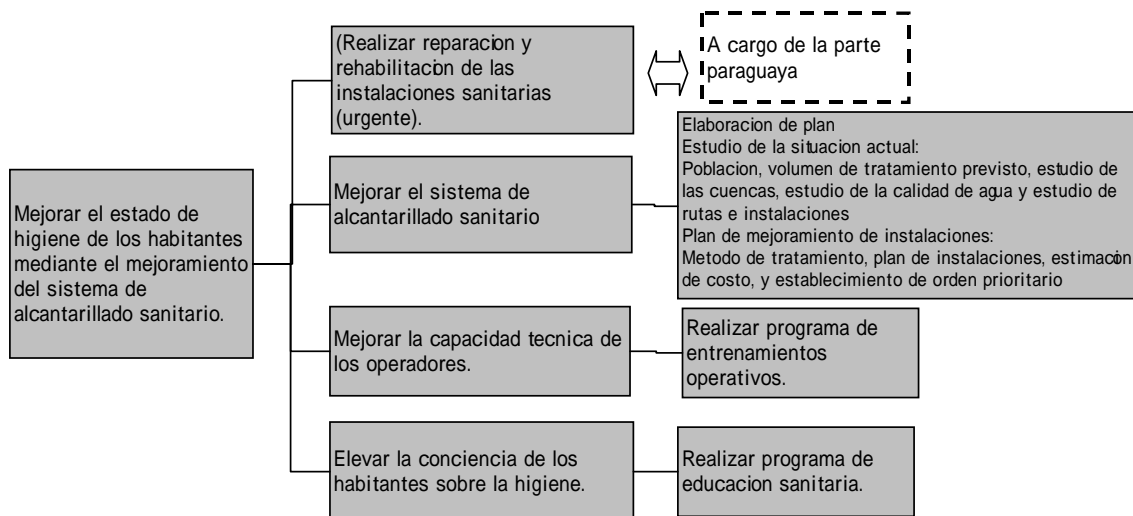 Mejorar el estado de
higiene de los habitantes
mediante el mejoramiento
del sistema de
alcantarillado sanitario.
(Realizar reparacion y
rehabilitacion de las
instalaciones sanitarias
(urgente).
A cargo de la parte
paraguaya
Mejorar el sistema de
alcantarillado sanitario
Elaboracion de plan
Estudio de la situacion actual:
Poblacion, volumen de tratamiento previsto, estudio de
las cuencas, estudio de la calidad de agua y estudio de
rutas e instalaciones
Plan de mejoramiento de instalaciones:
Metodo de tratamiento, plan de instalaciones, estimacion
de costo, y establecimiento de orden prioritario
Mejorar la capacidad tecnica de
los operadores.
Realizar programa de
entrenamientos
operativos.
Elevar la conciencia de los
habitantes sobre la higiene.
Realizar programa de
educacion sanitaria.